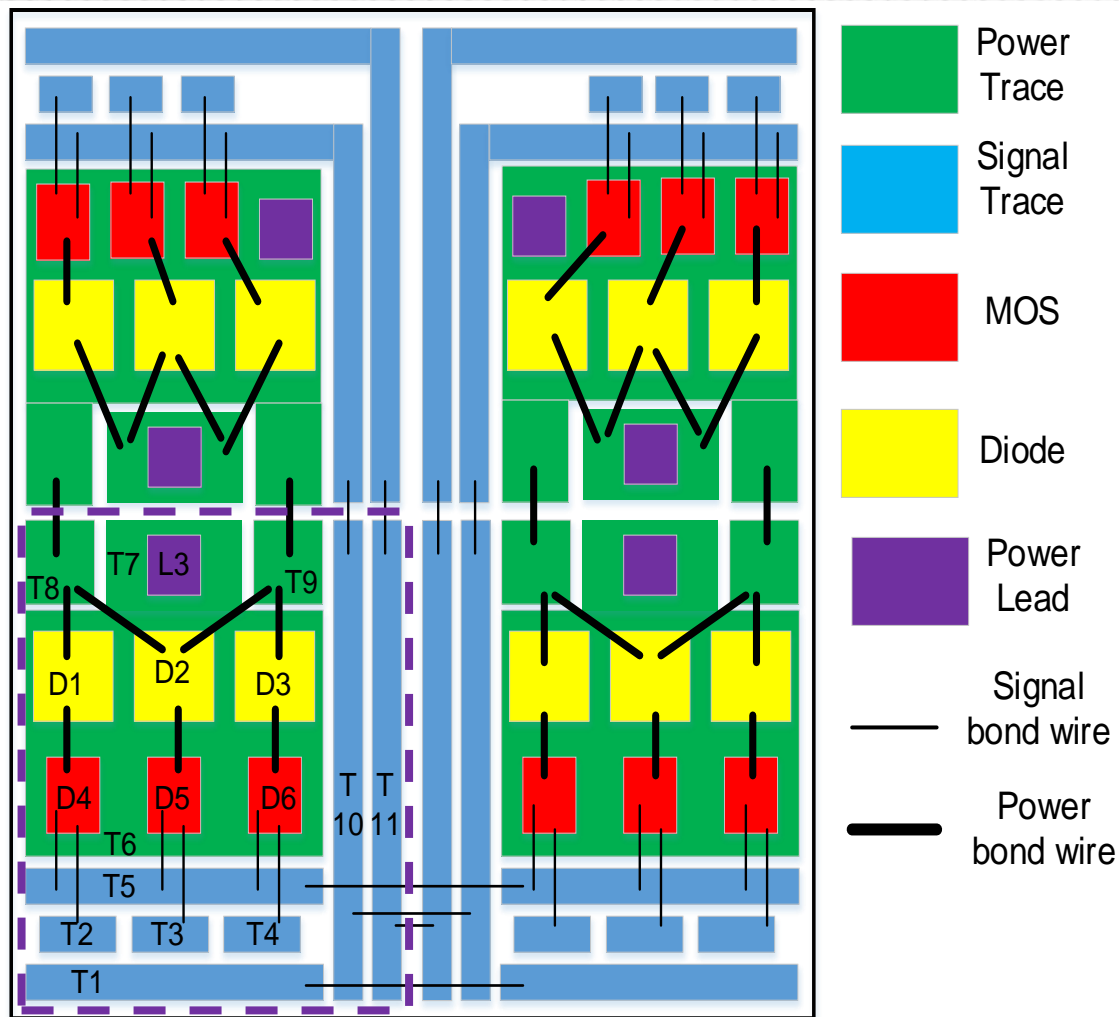 Power
Trace
Signal
Trace
MOS
Diode
Power
Lead
Signal
bond wire
Power
bond wire
T7 L3
T8 T9
D1 D2 D3
D4 D5 D6
T
10
T
11
T6
T5
T2 T3 T4
T1